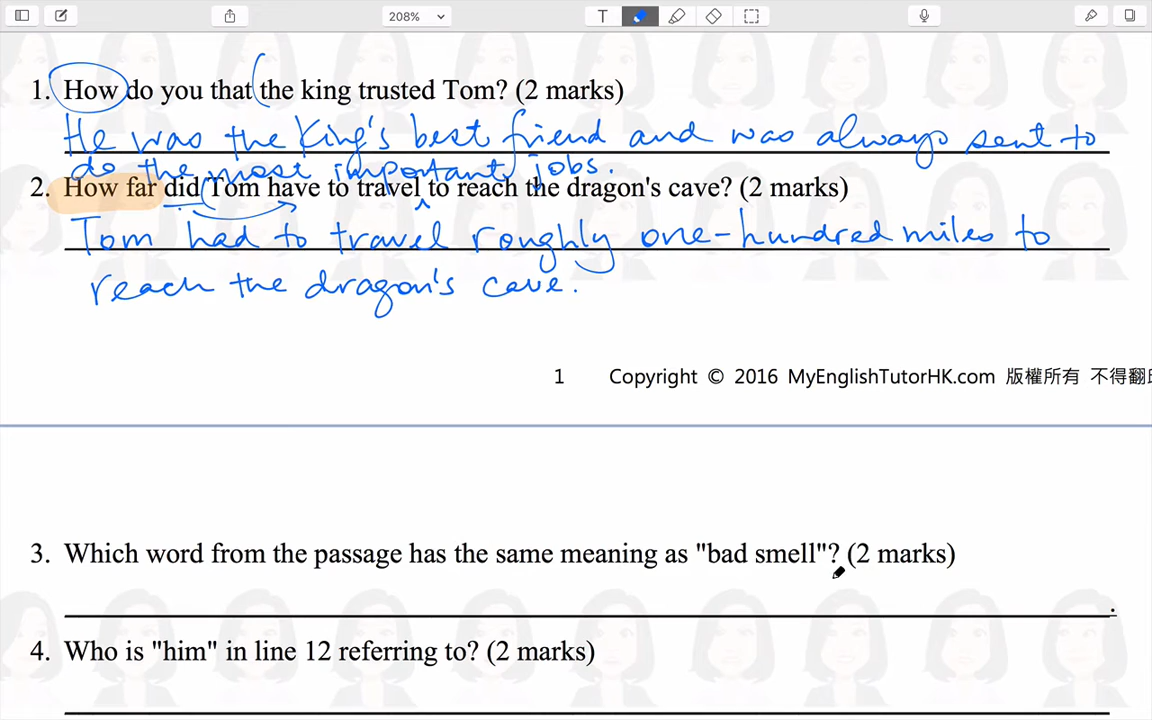 208%
T
1. How do you that the king trusted Tom? (2 marks)
He was the King's best friend and was always sent to
do the most important jobs.
2. How far did Tom have to travel to reach the dragon's cave? (2 marks)
Tom had to travel roughly one-hundred miles to
reach the dragon's cave.
1 Copyright © 2016 MyEnglishTutorHK.com 版權所有 不得翻
3. Which word from the passage has the same meaning as "bad smell"? (2 marks)
.
4. Who is "him" in line 12 referring to? (2 marks)